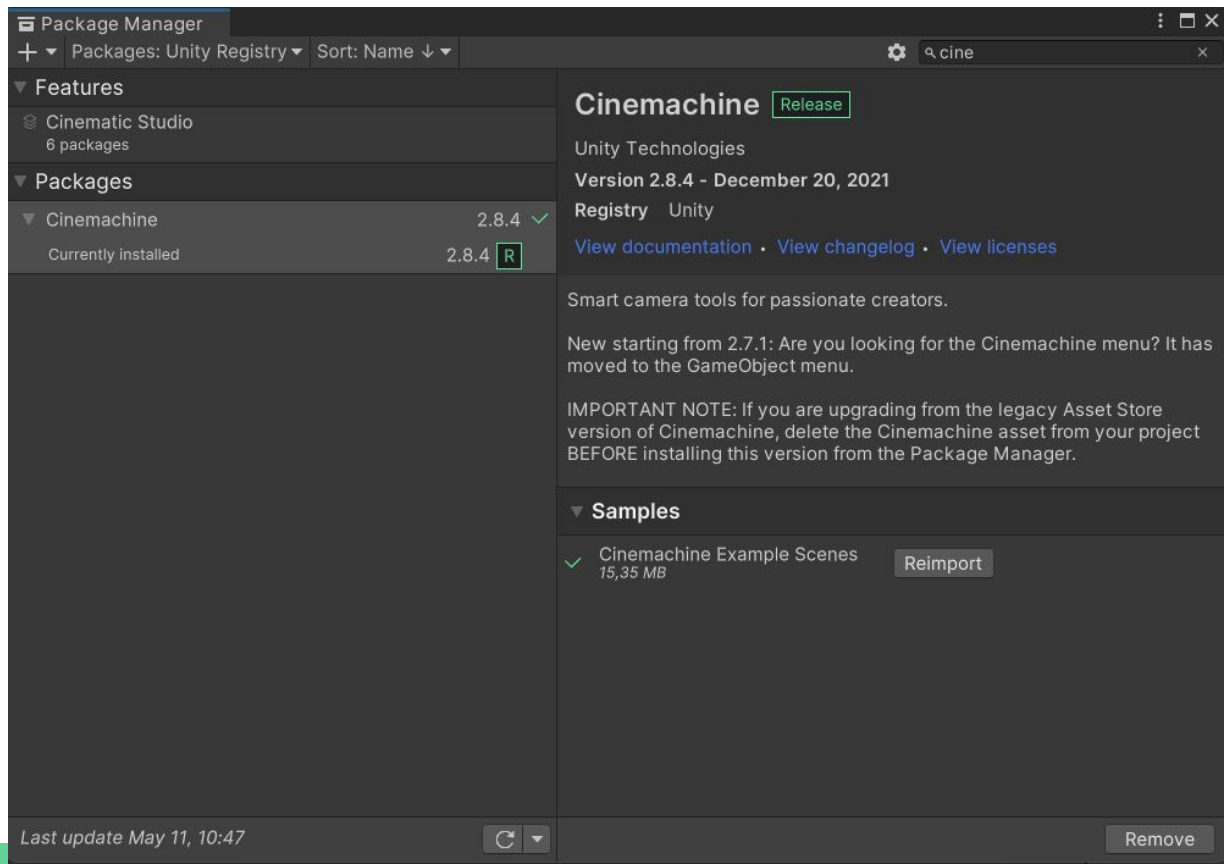 Package Manager
Packages: Unity Registry Sort: Name ↓ cine
Features
Cinematic Studio
6 packages
Packages
Cinemachine 2.8.4
Currently installed 2.8.4 R
Cinemachine Release
Unity Technologies
Version 2.8.4 - December 20, 2021
Registry Unity
View documentation • View changelog • View licenses
Smart camera tools for passionate creators.
New starting from 2.7.1: Are you looking for the Cinemachine menu? It has
moved to the GameObject menu.
IMPORTANT NOTE: If you are upgrading from the legacy Asset Store
version of Cinemachine, delete the Cinemachine asset from your project
BEFORE installing this version from the Package Manager.
Samples
Cinemachine Example Scenes Reimport
15,35 MB
Last update May 11, 10:47
Remove